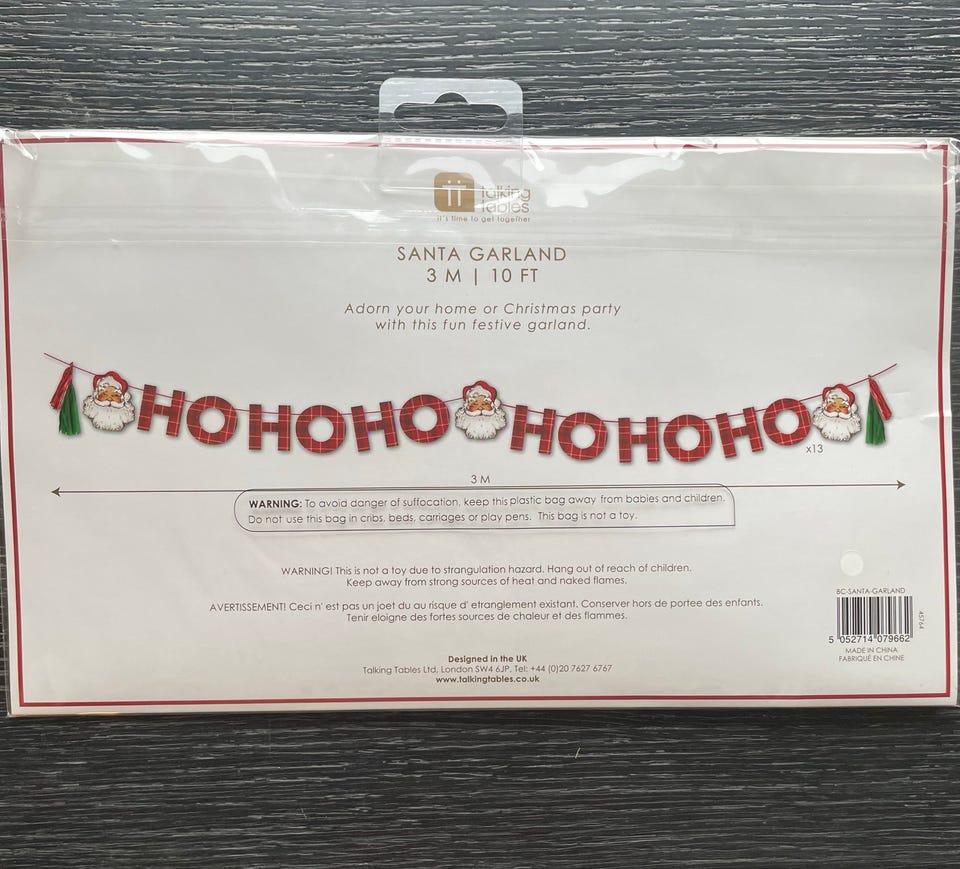 talking
tables
it's time to get together
SANTA GARLAND
3 M | 10 FT
Adorn your home or Christmas party
with this fun festive garland.
HOHOHO HOHOHO
x13
3 M
WARNING: To avoid danger of suffocation, keep this plastic bag away from babies and children.
Do not use this bag in cribs, beds, carriages or play pens. This bag is not a toy.
WARNING! This is not a toy due to strangulation hazard. Hang out of reach of children.
Keep away from strong sources of heat and naked flames.
AVERTISSEMENT! Ceci n' est pas un joet du au risque d' etranglement existant. Conserver hors de portee des enfants.
Tenir eloigne des fortes sources de chaleur et des flammes.
Designed in the UK
Talking Tables Ltd, London SW4 6JP. Tel: +44 (0)20 7627 6767
www.talkingtables.co.uk
BC-SANTA-GARLAND
45764
5 052714 079662
MADE IN CHINA
FABRIQUÉ EN CHINE